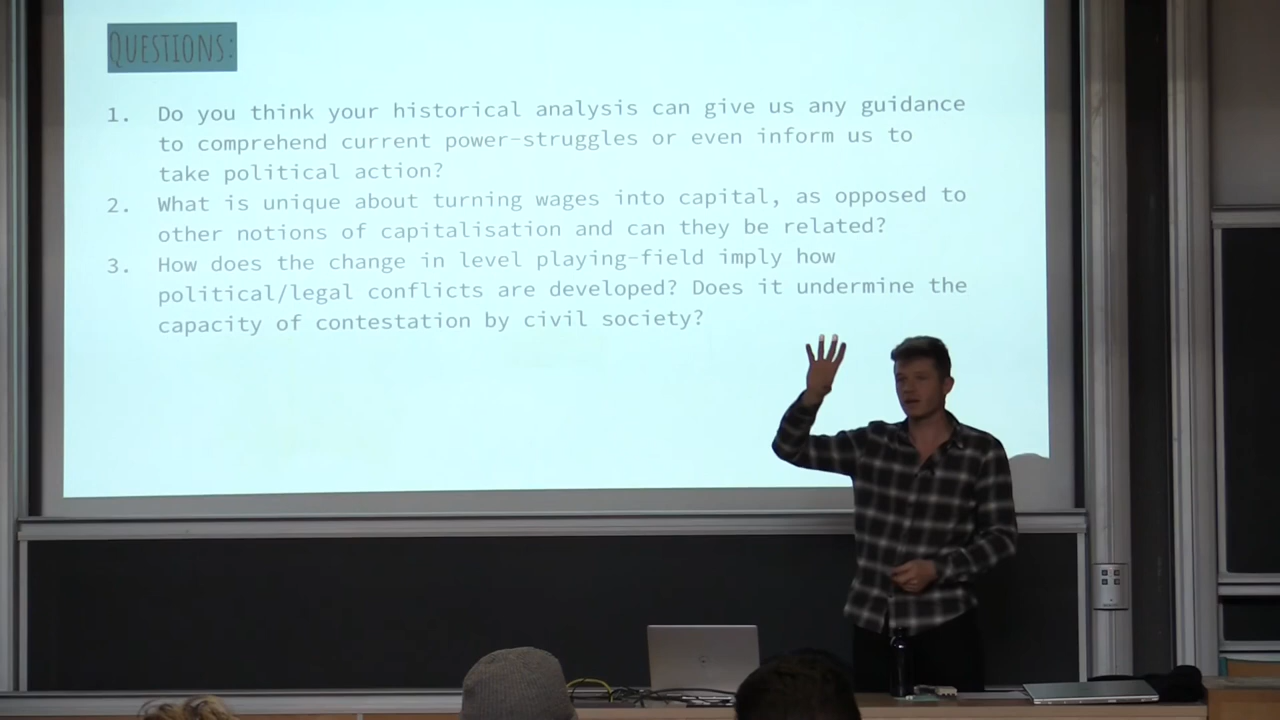 QUESTIONS:
1. Do you think your historical analysis can give us any guidance
to comprehend current power-struggles or even inform us to
take political action?
2. What is unique about turning wages into capital, as opposed to
other notions of capitalisation and can they be related?
3. How does the change in level playing-field imply how
political/legal conflicts are developed? Does it undermine the
capacity of contestation by civil society?